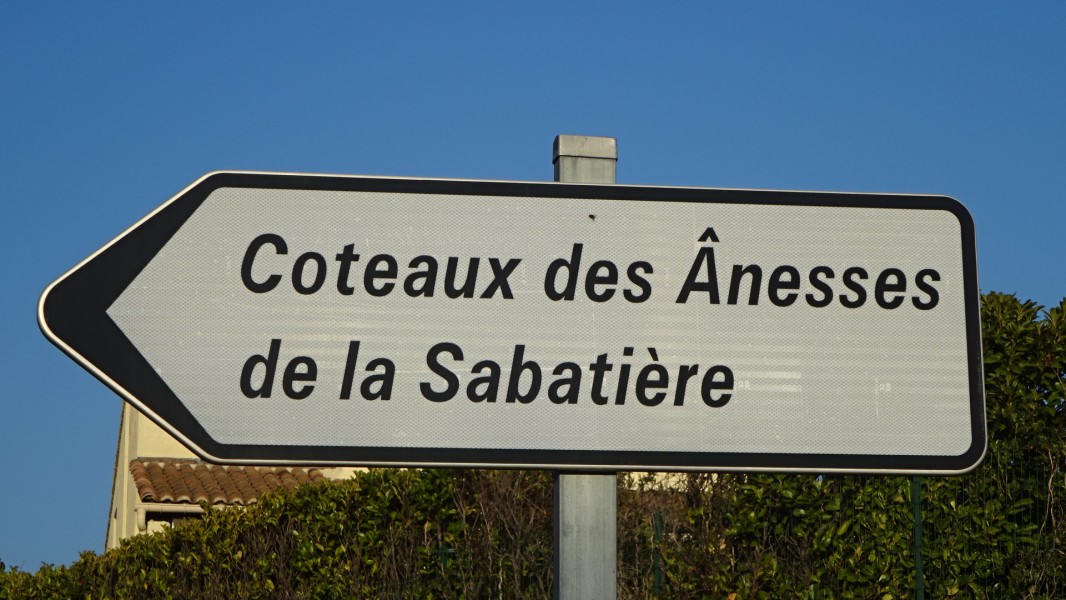 Coteaux des Ânesses
de la Sabatière